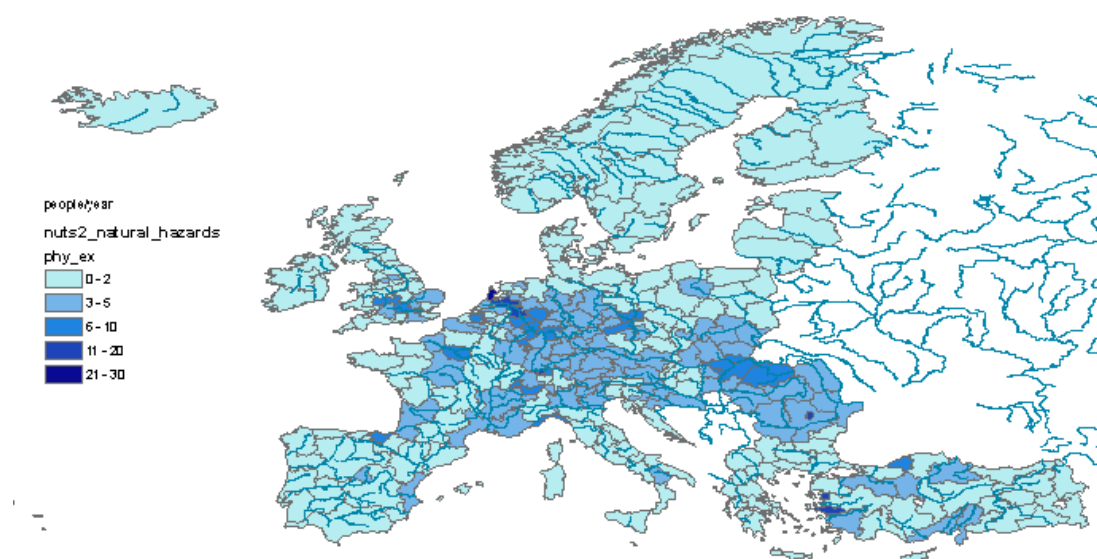 people/year
nuts2_natural_hazards
phy_ex
0 - 2
3 - 5
6 - 10
11 - 20
21 - 30